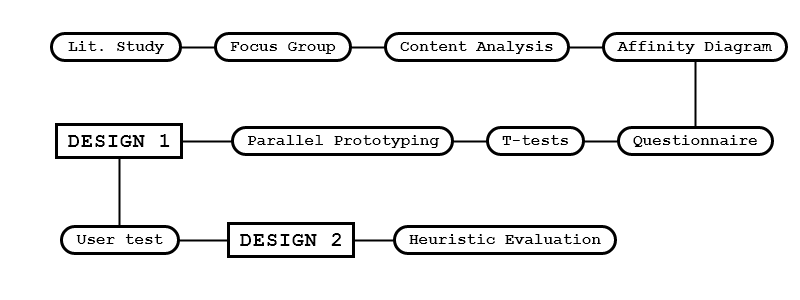 Lit. Study
Focus Group
Content Analysis
Affinity Diagram
Questionnaire
T-tests
Parallel Prototyping
DESIGN 1
User test
DESIGN 2
Heuristic Evaluation